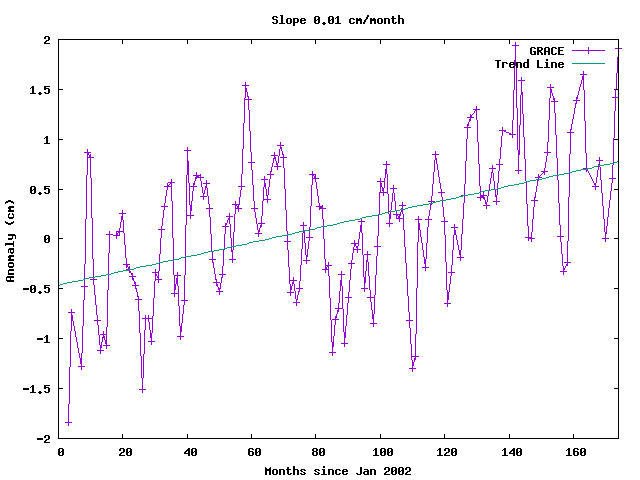 Slope 0.01 cm/month
GRACE
Trend Line
2
1.5
1
0.5
0
-0.5
-1
-1.5
-2
Anomaly (cm)
0 20 40 60 80 100 120 140 160
Months since Jan 2002